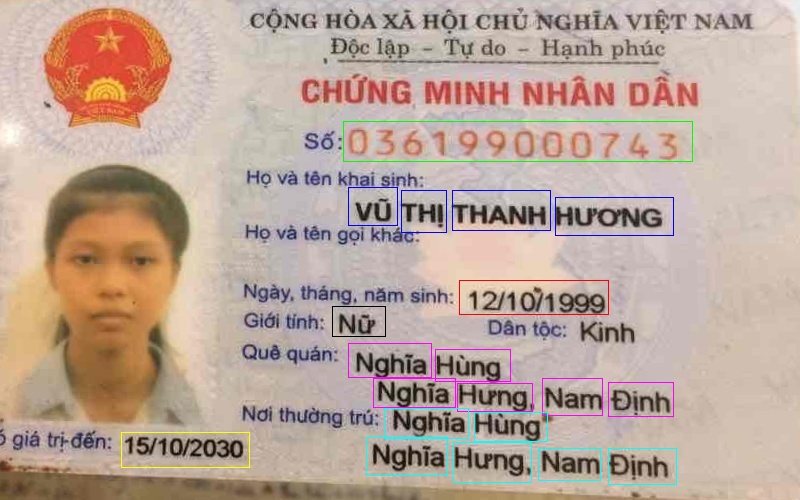 CỘNG HÒA XÃ HỘI CHỦ NGHĨA VIỆT NAM
Độc lập - Tự do - Hạnh phúc
CHỨNG MINH NHÂN DÂN
Số: 036199000743
Họ và tên khai sinh:
VŨ THỊ THANH HƯƠNG
Họ và tên gọi khác:
Ngày, tháng, năm sinh: 12/10/1999
Giới tính: Nữ Dân tộc: Kinh
Quê quán: Nghĩa Hùng
Nghĩa Hưng, Nam Định
Nơi thường trú: Nghĩa Hùng
giá trị đến: 15/10/2030
Nghĩa Hưng, Nam Định